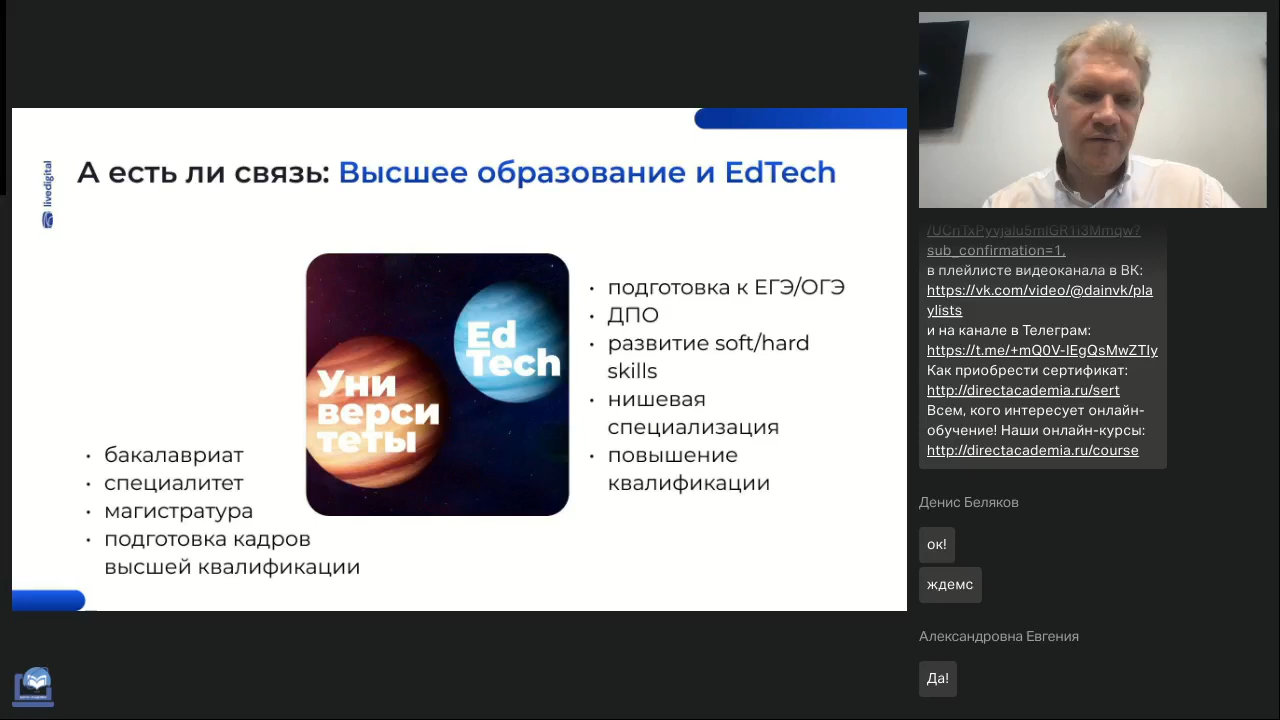 livedigital
А есть ли связь: Высшее образование и EdTech
Уни
верси
теты
Ed
Tech
• бакалавриат
• специалитет
• магистратура
• подготовка кадров
высшей квалификации
• подготовка к ЕГЭ/ОГЭ
• ДПО
• развитие soft/hard
skills
• нишевая
специализация
• повышение
квалификации
sub_confirmation=1,
в плейлисте видеоканала в ВК:
https://vk.com/video/@dainvk/pla
ylists
и на канале в Телеграм:
https://t.me/+mQ0V-lEgQsMwZTIy
Как приобрести сертификат:
http://directacademia.ru/sert
Всем, кого интересует онлайн-
обучение! Наши онлайн-курсы:
http://directacademia.ru/course
Денис Беляков
ок!
ждемс
Александровна Евгения
Да!